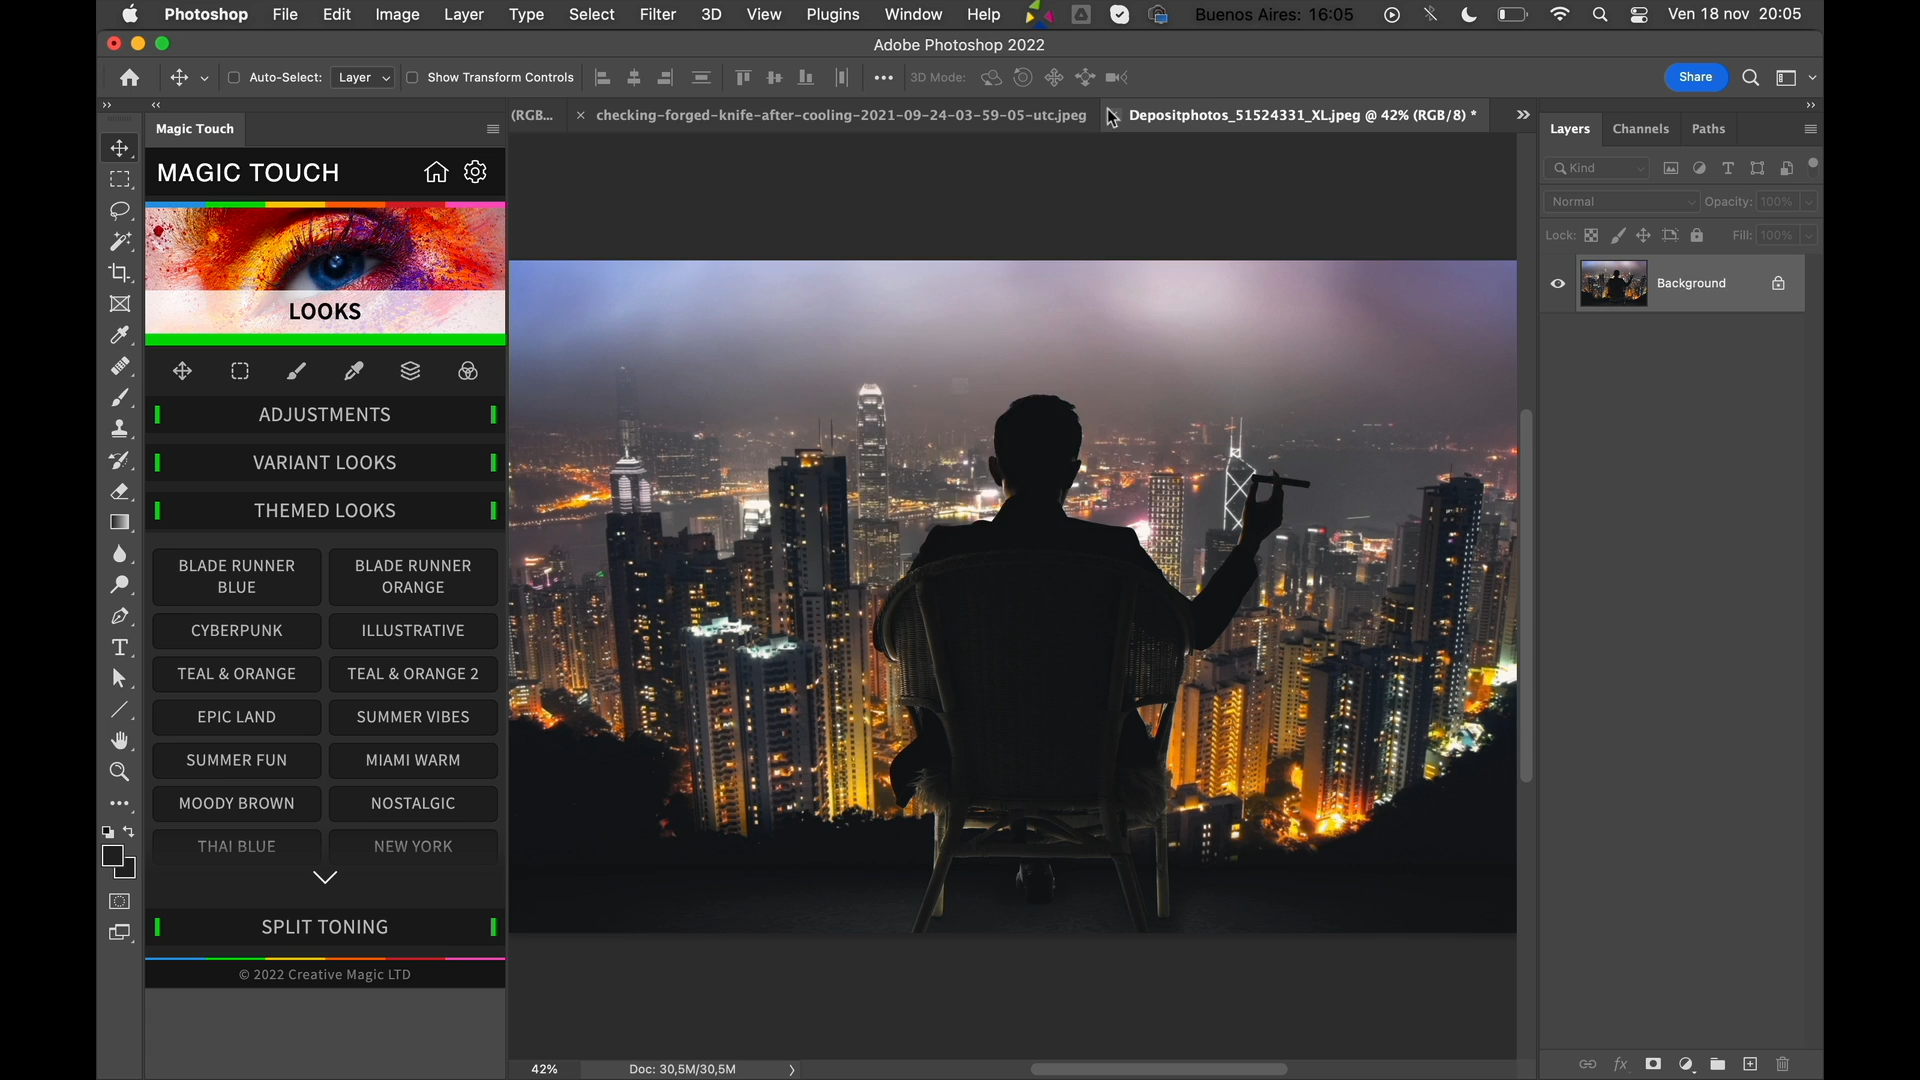 Photoshop File Edit Image Layer Type Select Filter 3D View Plugins Window Help Buenos Aires: 16:05 Ven 18 nov 20:05
Adobe Photoshop 2022
Auto-Select: Layer Show Transform Controls 3D Mode: Share
(RGB... checking-forged-knife-after-cooling-2021-09-24-03-59-05-utc.jpeg Depositphotos_51524331_XL.jpeg @ 42% (RGB/8) *
Magic Touch
MAGIC TOUCH
LOOKS
ADJUSTMENTS
VARIANT LOOKS
THEMED LOOKS
BLADE RUNNER BLUE
BLADE RUNNER ORANGE
CYBERPUNK
ILLUSTRATIVE
TEAL & ORANGE
TEAL & ORANGE 2
EPIC LAND
SUMMER VIBES
SUMMER FUN
MIAMI WARM
MOODY BROWN
NOSTALGIC
THAI BLUE
NEW YORK
SPLIT TONING
© 2022 Creative Magic LTD
42% Doc: 30,5M/30,5M
Layers Channels Paths
Kind
Normal Opacity: 100%
Lock: Fill: 100%
Background
fx